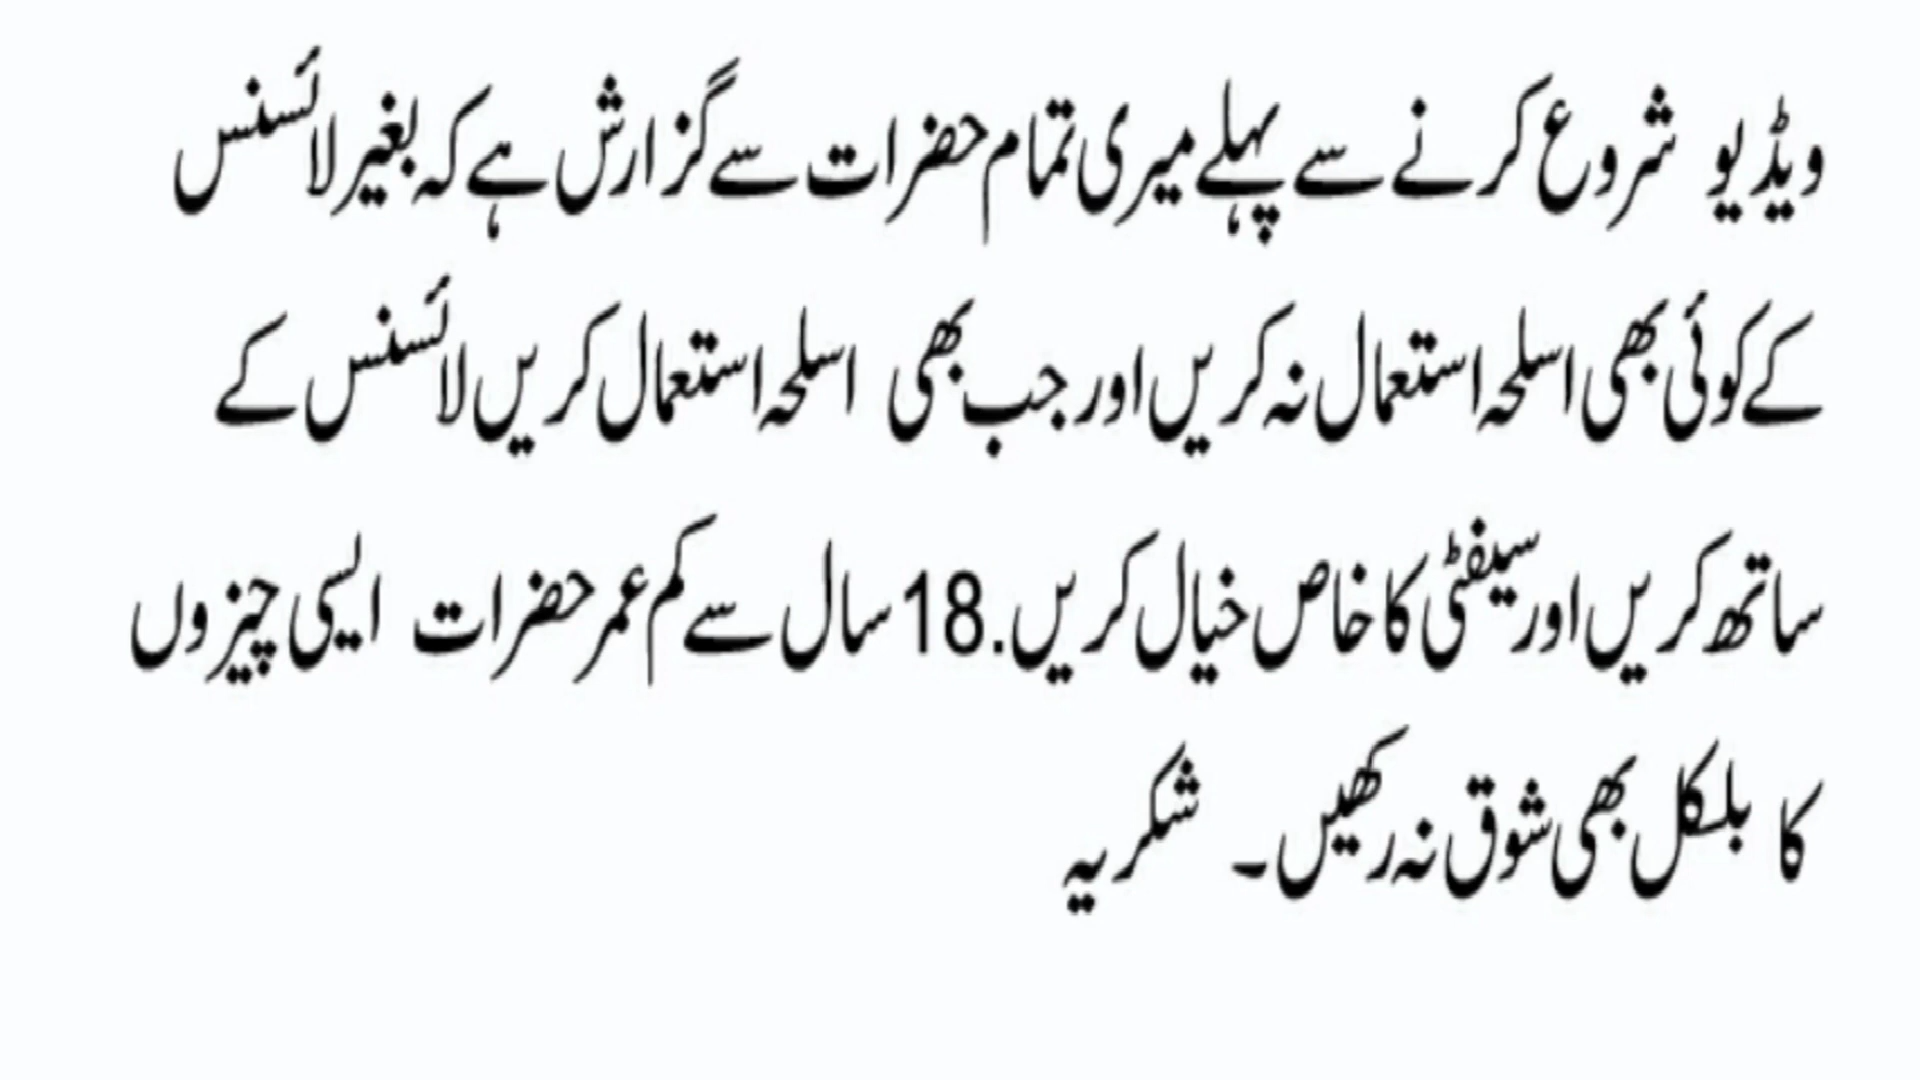 ویڈیو شروع کرنے سے پہلے میری تمام حضرات سے گزارش ہے کہ بغیر لائسنس
کے کوئی بھی اسلحہ استعمال نہ کریں اور جب بھی اسلحہ استعمال کریں لائسنس کے
ساتھ کریں اور سیفٹی کا خاص خیال کریں.18 سال سے کم عمر حضرات ایسی چیزوں
کا بلکل بھی شوق نہ رکھیں۔ شکریہ